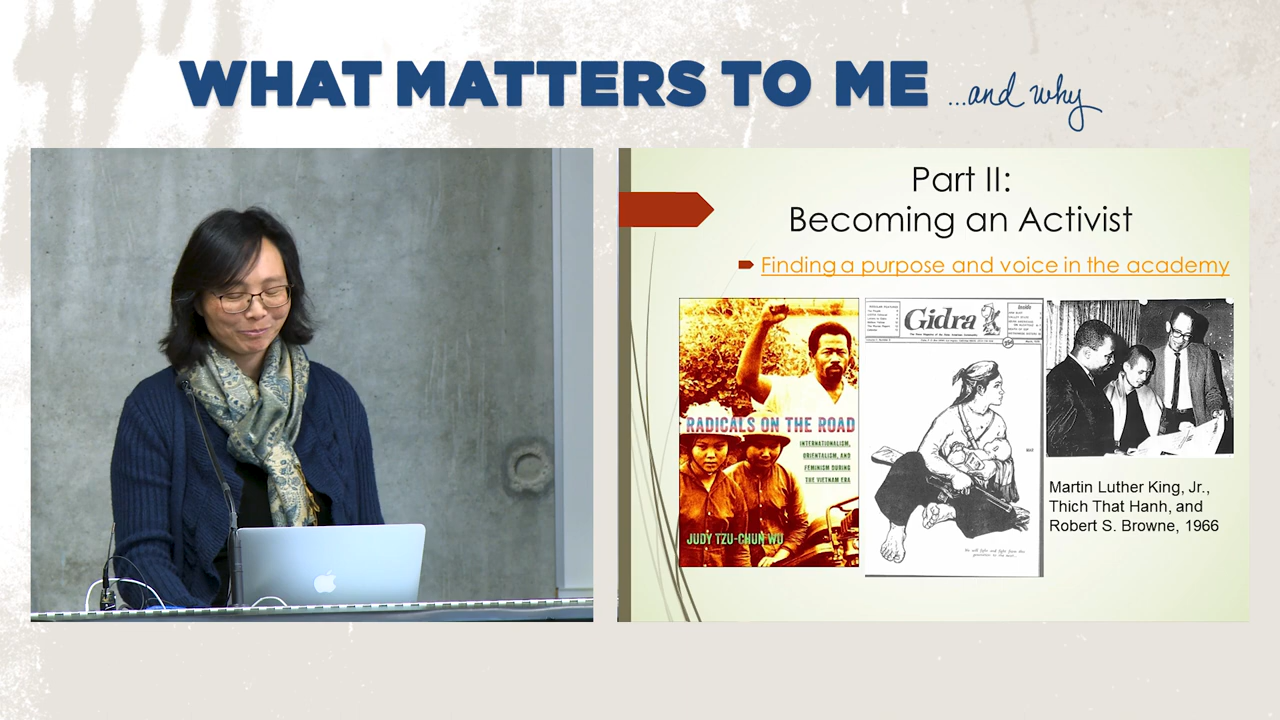 WHAT MATTERS TO ME ...and why
Part II:
Becoming an Activist
Finding a purpose and voice in the academy
RADICALS ON THE ROAD
INTERNATIONALISM,
ORIENTALISM, AND
FEMINISM DURING
THE VIETNAM ERA
JUDY TZU-CHUN WU
Gidra
Inside
Martin Luther King, Jr.,
Thich That Hanh, and
Robert S. Browne, 1966